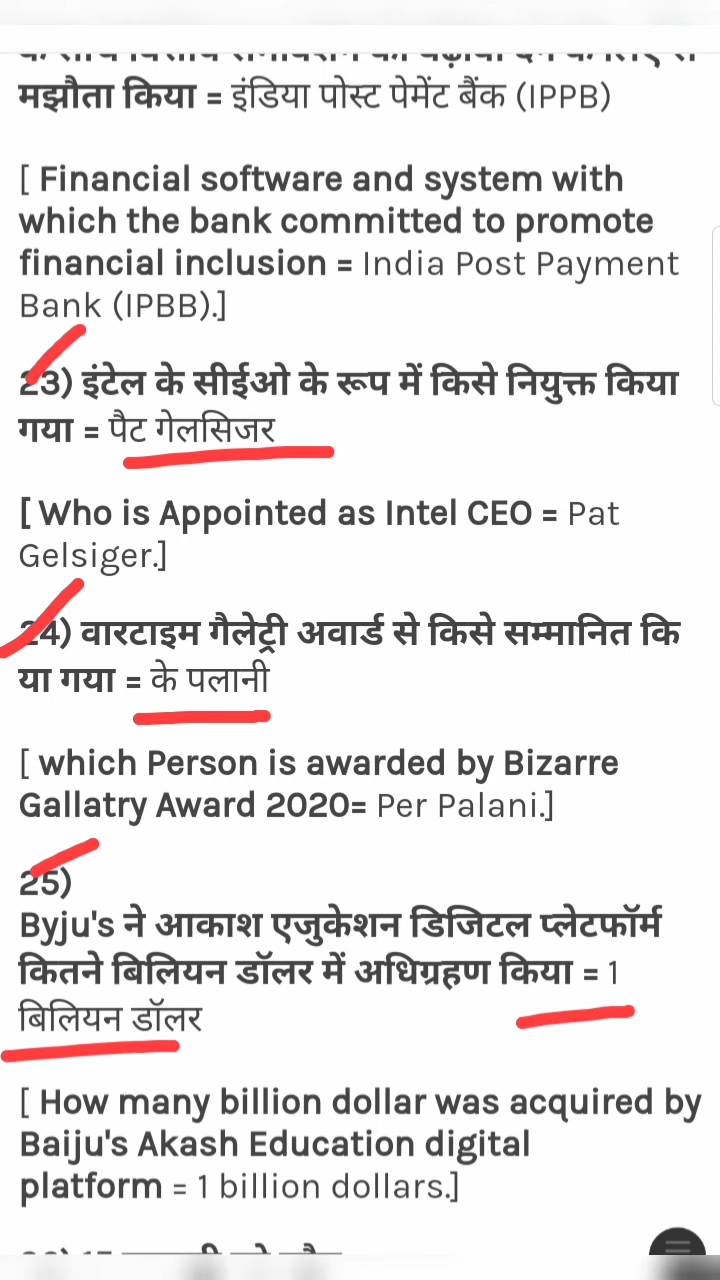 मझौता किया = इंडिया पोस्ट पेमेंट बैंक (IPPB)
[ Financial software and system with
which the bank committed to promote
financial inclusion = India Post Payment
Bank (IPBB).]
23) इंटेल के सीईओ के रूप में किसे नियुक्त किया
गया = पैट गेलसिजर
[ Who is Appointed as Intel CEO = Pat
Gelsiger.]
24) वारटाइम गैलेट्री अवार्ड से किसे सम्मानित कि
या गया = के पलानी
[ which Person is awarded by Bizarre
Gallatry Award 2020= Per Palani.]
25)
Byju's ने आकाश एजुकेशन डिजिटल प्लेटफॉर्म
कितने बिलियन डॉलर में अधिग्रहण किया = 1
बिलियन डॉलर
[ How many billion dollar was acquired by
Baiju's Akash Education digital
platform = 1 billion dollars.]